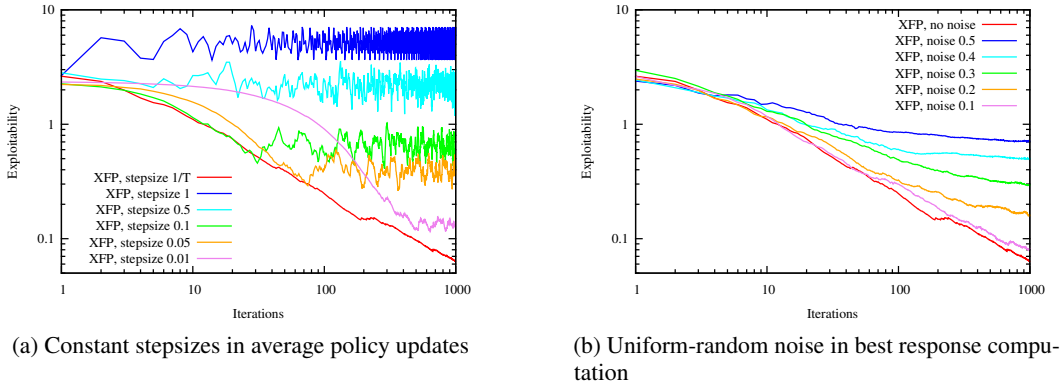 10
1
0.1
Exploitability
XFP, stepsize 1/T
XFP, stepsize 1
XFP, stepsize 0.5
XFP, stepsize 0.1
XFP, stepsize 0.05
XFP, stepsize 0.01
1 10 100 1000
Iterations
(a) Constant stepsizes in average policy updates
10
1
0.1
Exploitability
XFP, no noise
XFP, noise 0.5
XFP, noise 0.4
XFP, noise 0.3
XFP, noise 0.2
XFP, noise 0.1
1 10 100 1000
Iterations
(b) Uniform-random noise in best response compu-
tation